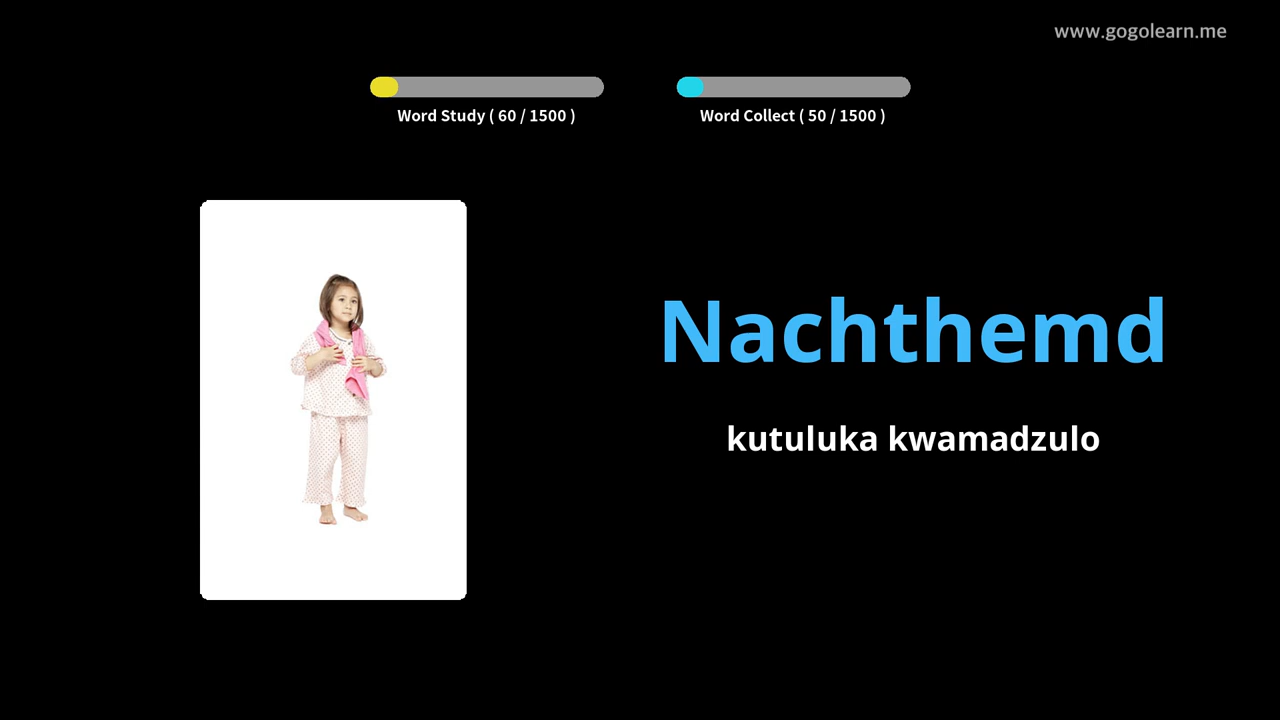 www.gogolearn.me
Word Study ( 60 / 1500 )
Word Collect ( 50 / 1500 )
Nachthemd
kutuluka kwamadzulo